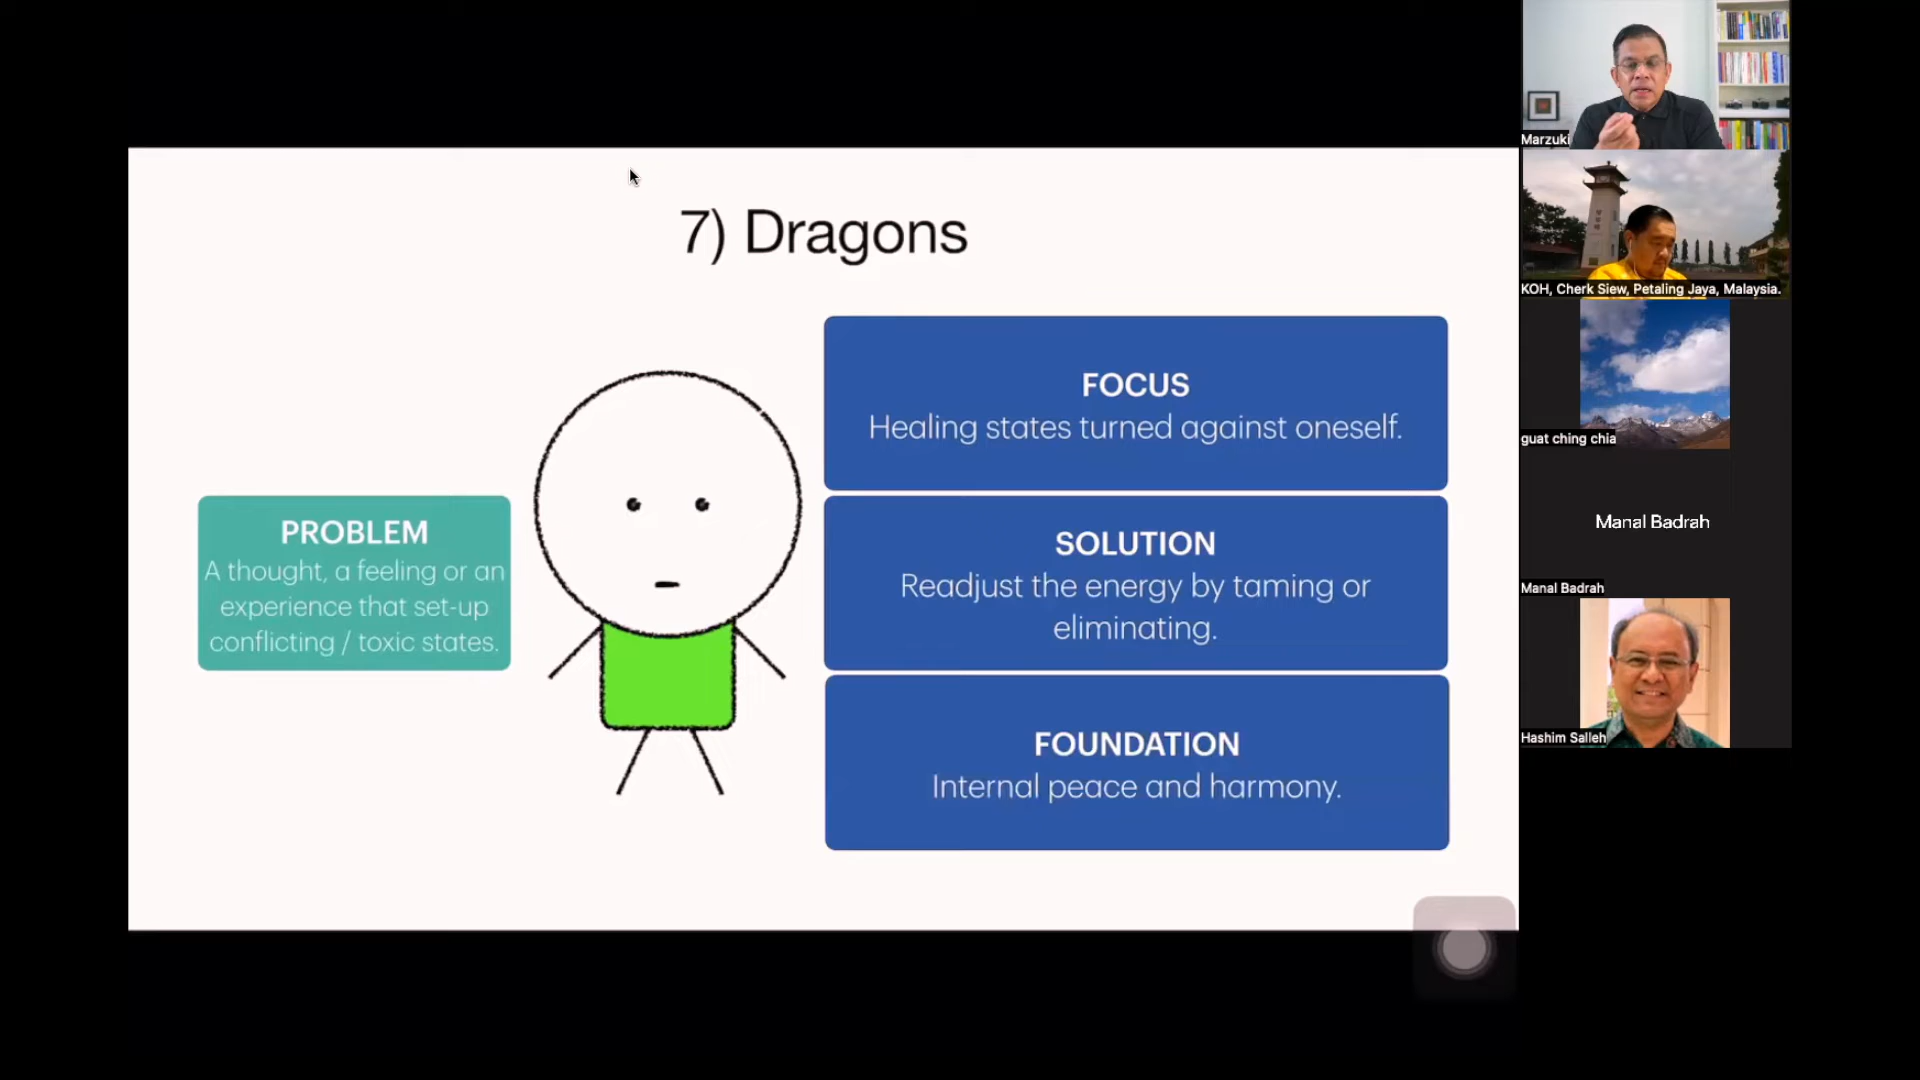 7) Dragons
PROBLEM
A thought, a feeling or an
experience that set-up
conflicting / toxic states.
FOCUS
Healing states turned against oneself.
SOLUTION
Readjust the energy by taming or
eliminating.
FOUNDATION
Internal peace and harmony.
Marzuki
KOH, Cherk Siew, Petaling Jaya, Malaysia.
guat ching chia
Manal Badrah
Manal Badrah
Hashim Salleh